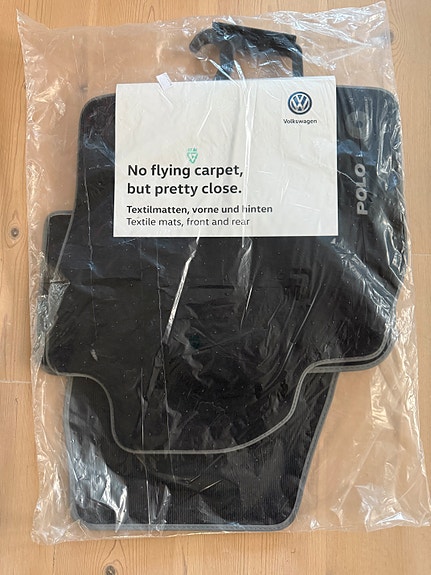 Volkswagen
No flying carpet,
but pretty close.
Textilmatten, vorne und hinten
Textile mats, front and rear
POLO